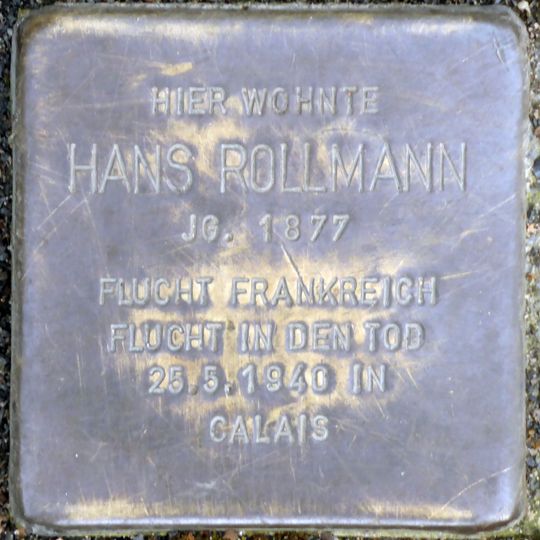 HIER WOHNTE
HANS ROLLMANN
JG. 1877
FLUCHT FRANKREICH
FLUCHT IN DEN TOD
25.5.1940 IN
CALAIS